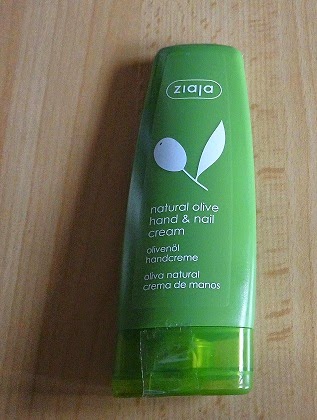 ziaja
natural olive
hand & nail
cream
olivenöl
handcreme
oliva natural
crema de manos